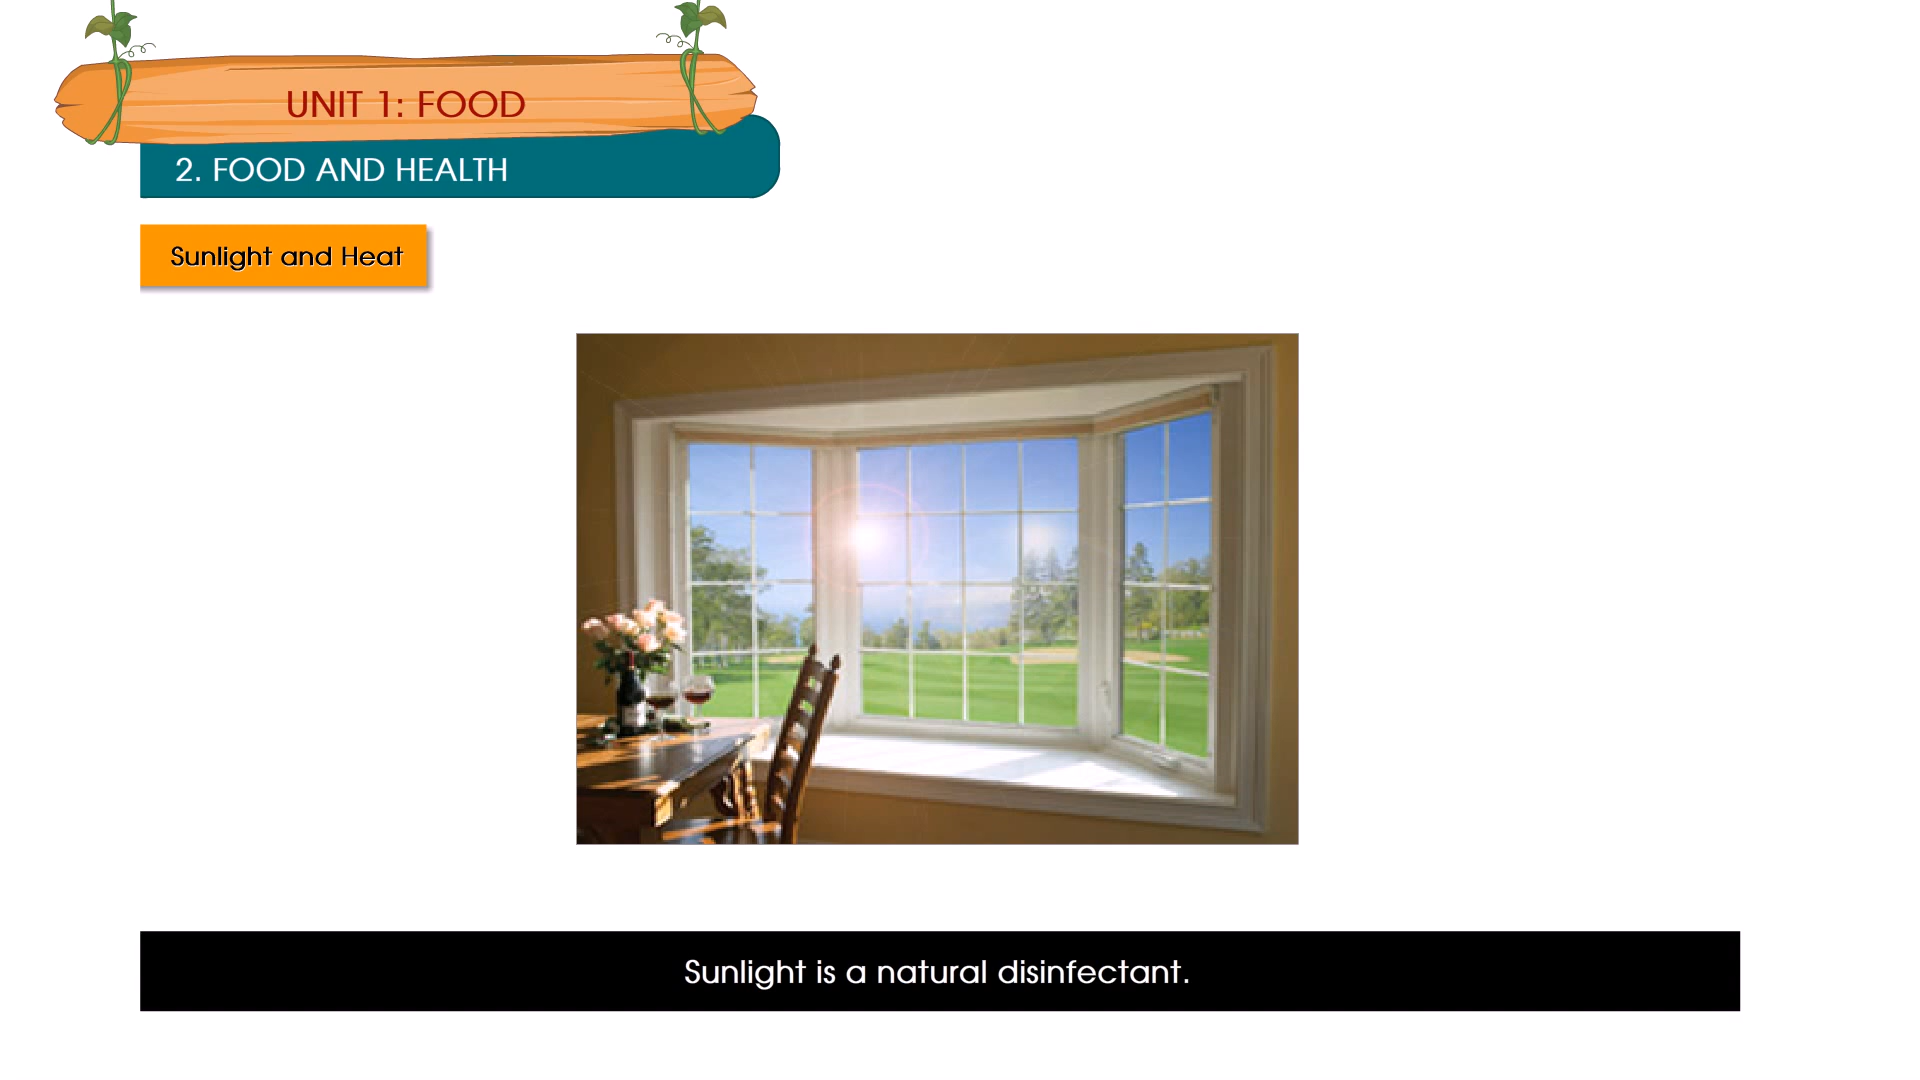 UNIT 1: FOOD
2. FOOD AND HEALTH
Sunlight and Heat
Sunlight is a natural disinfectant.